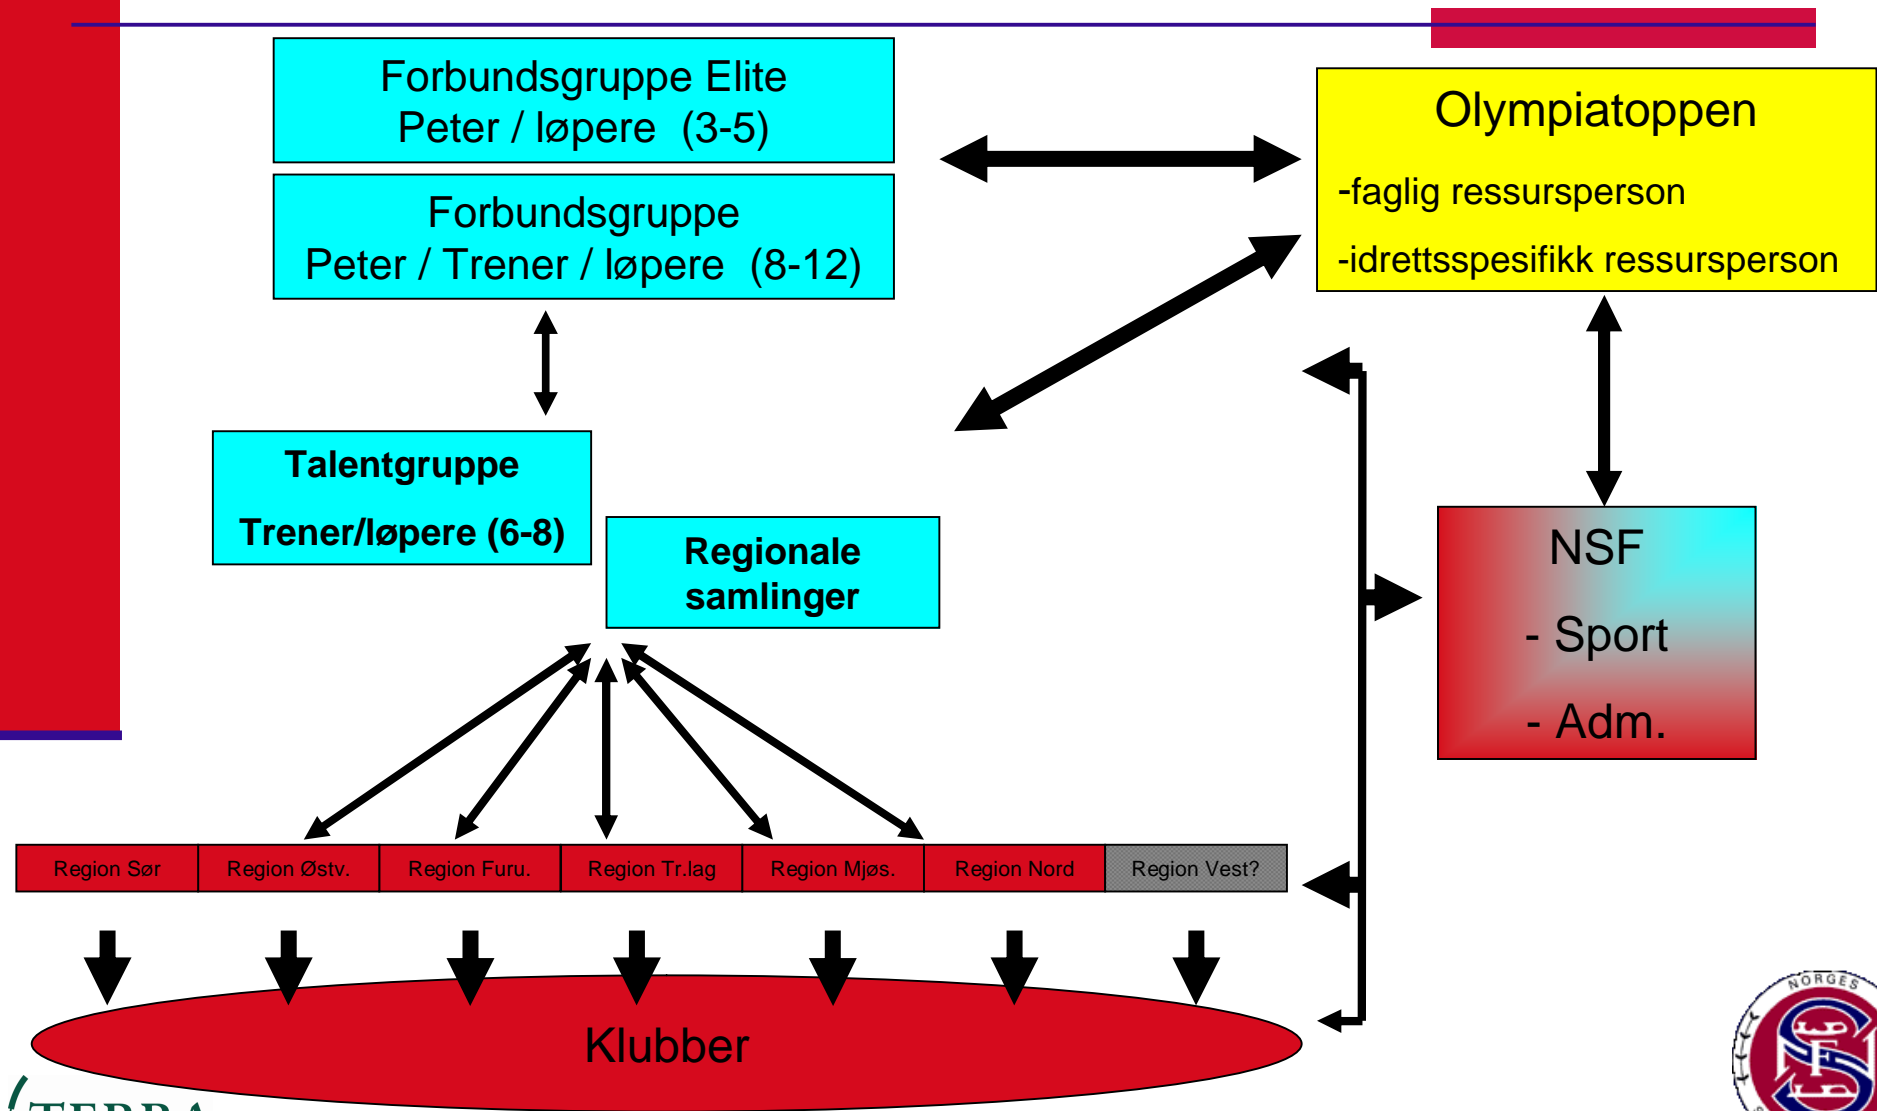 Forbundsgruppe Elite
Peter / løpere (3-5)
Forbundsgruppe
Peter / Trener / løpere (8-12)
Olympiatoppen
-faglig ressursperson
-idrettsspesifikk ressursperson
Talentgruppe
Trener/løpere (6-8)
Regionale
samlinger
NSF
- Sport
- Adm.
Region Sør
Region Østv.
Region Furu.
Region Tr.lag
Region Mjøs.
Region Nord
Region Vest?
Klubber
NORGES